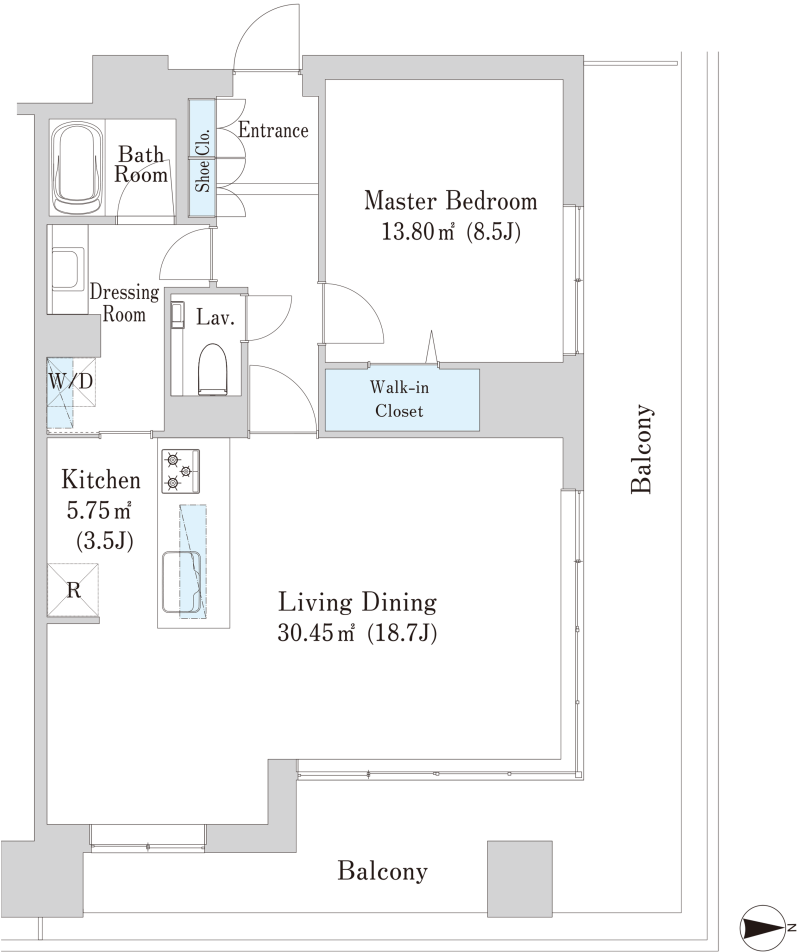 Entrance
Shoe Clo.
Bath
Room
Master Bedroom
13.80㎡ (8.5J)
Dressing
Room
Lav.
W/D
Walk-in
Closet
Balcony
Kitchen
5.75㎡
(3.5J)
R
Living Dining
30.45㎡ (18.7J)
Balcony
N